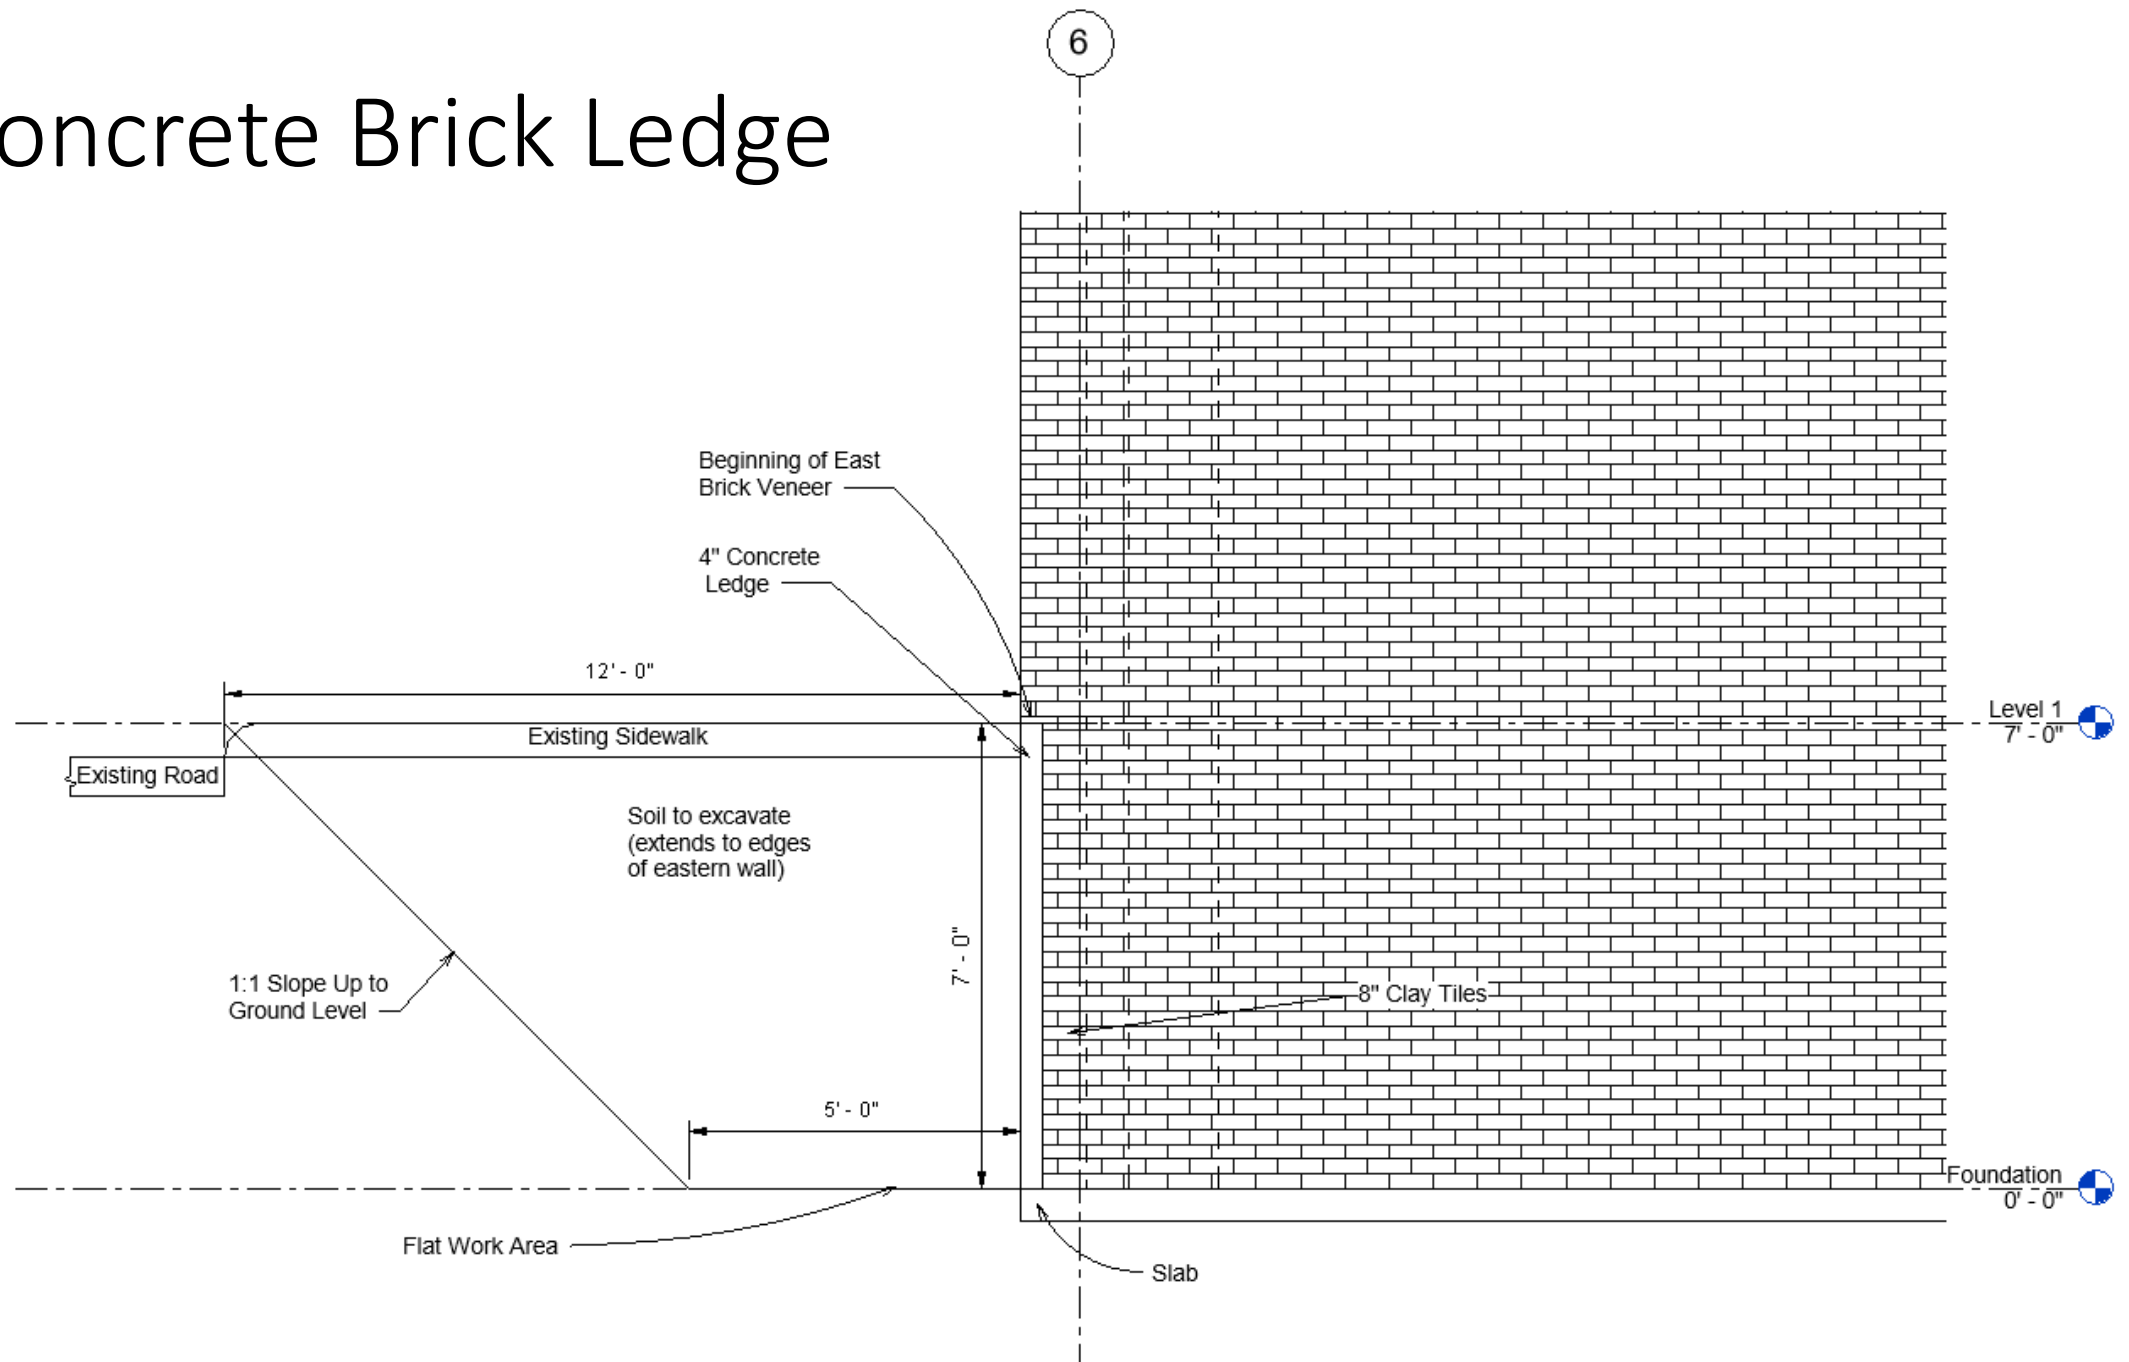 6
oncrete Brick Ledge
Beginning of East
Brick Veneer
4" Concrete
Ledge
12' - 0"
Level 1
7' - 0"
Existing Sidewalk
Existing Road
Soil to excavate
(extends to edges
of eastern wall)
7' - 0"
1:1 Slope Up to
Ground Level
8" Clay Tiles
5' - 0"
Foundation
0' - 0"
Flat Work Area
Slab